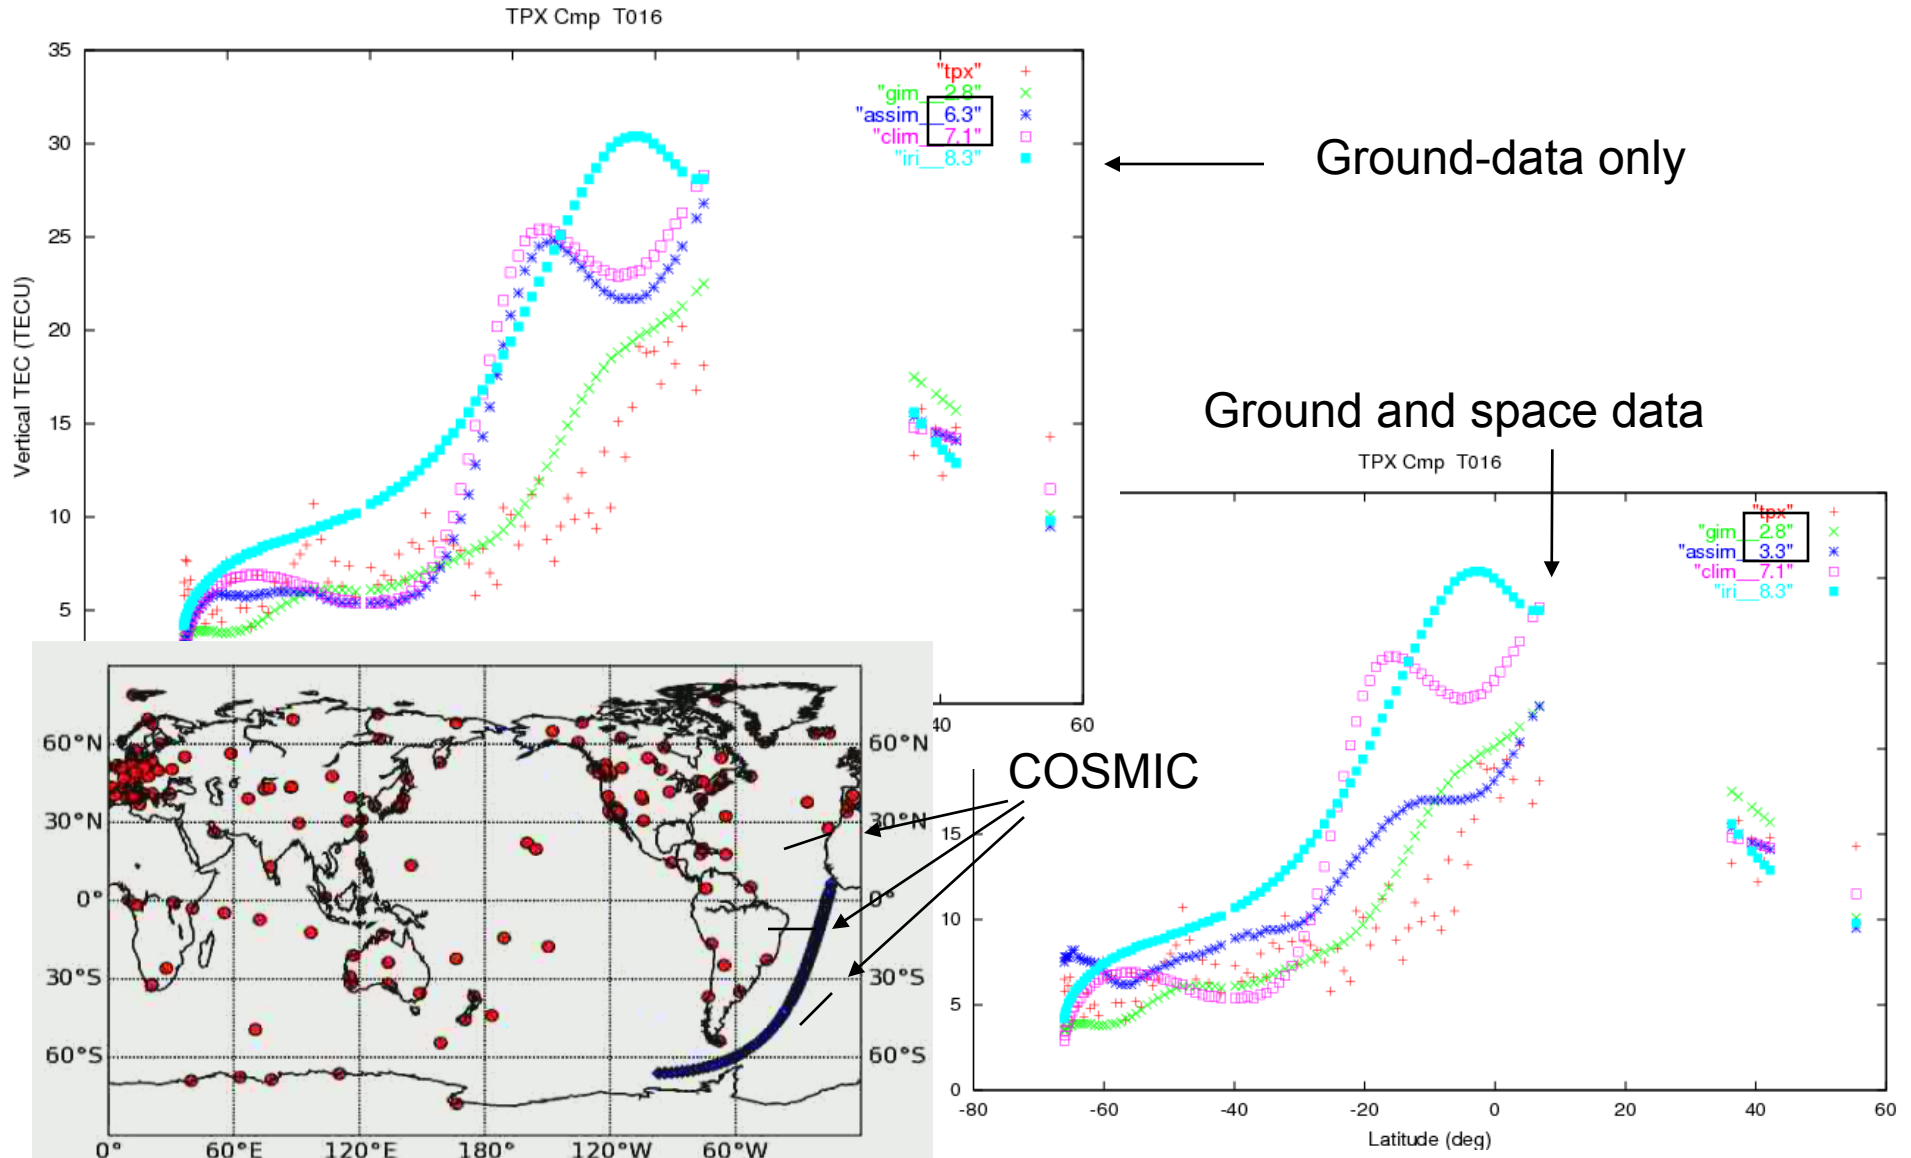 TPX Cmp T016
35
30
25
20
15
10
5
Vertical TEC (TECU)
"tpx"
"gim__2.8"
"assim__6.3"
"clim__7.1"
"iri__8.3"
40
60
Ground-data only
Ground and space data
TPX Cmp T016
"tpx"
"gim__2.8"
"assim__3.3"
"clim__7.1"
"iri__8.3"
15
10
5
0
-80
-60
-40
-20
0
20
40
60
Latitude (deg)
COSMIC
60°N
30°N
0°
30°S
60°S
60°N
30°N
0°
30°S
60°S
0°
60°E
120°E
180°
120°W
60°W